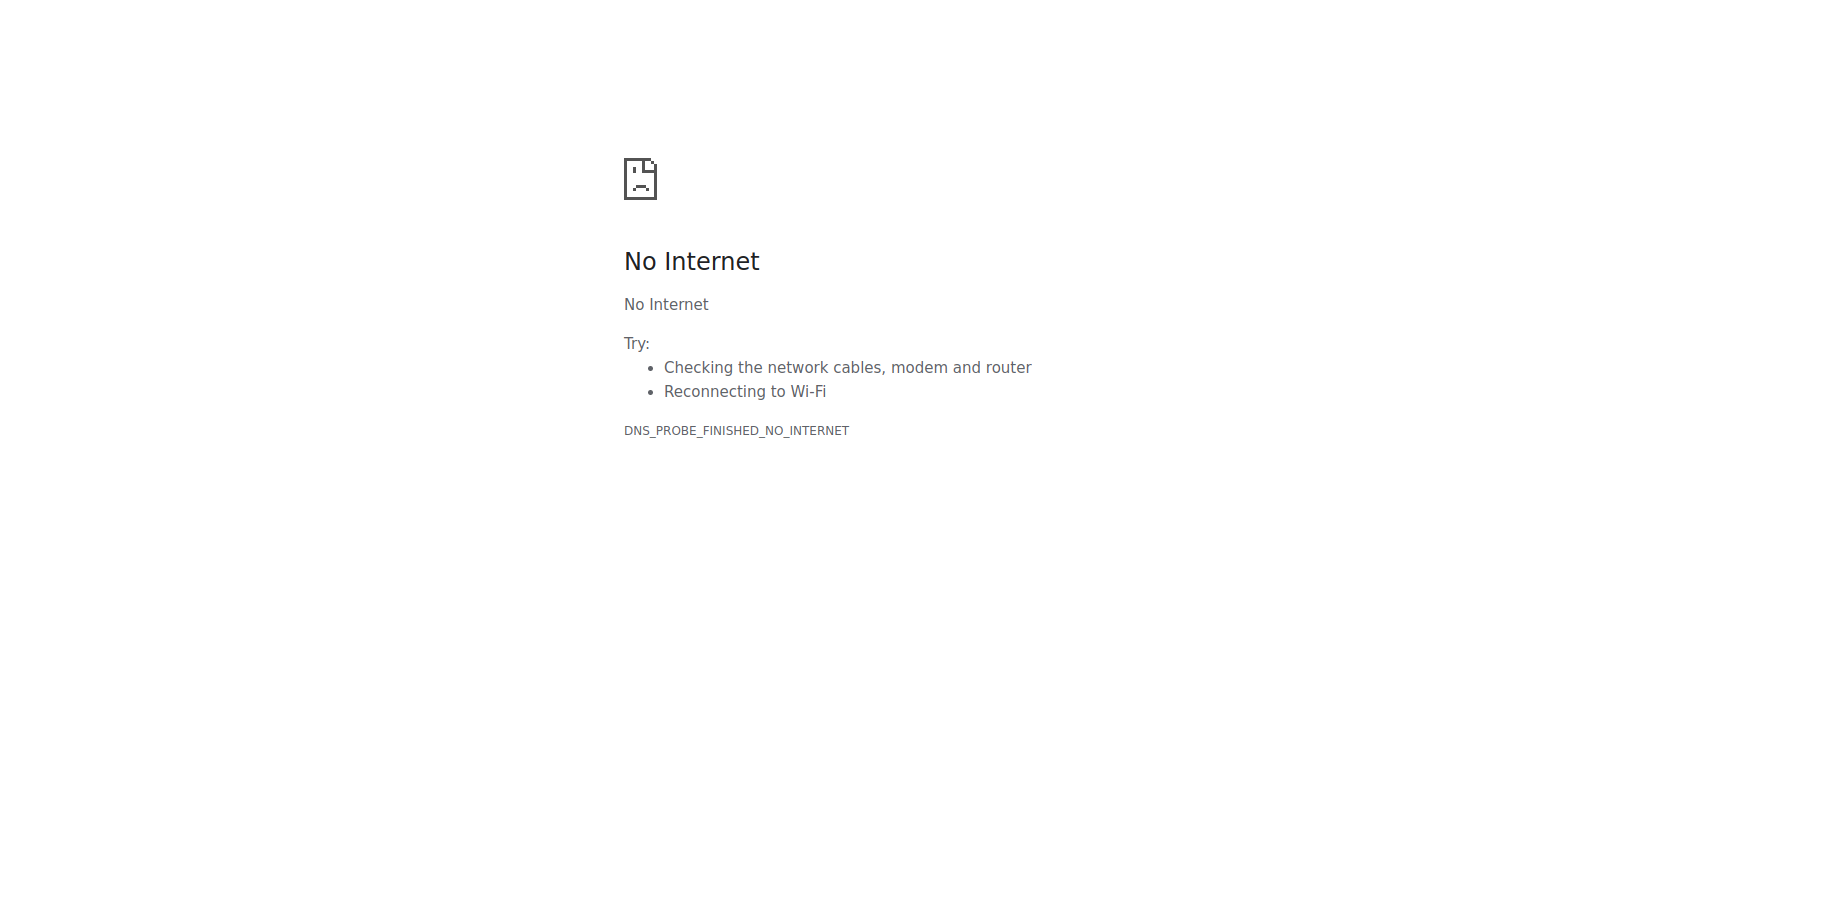 No Internet
No Internet
Try:
Checking the network cables, modem and router
Reconnecting to Wi-Fi
DNS_PROBE_FINISHED_NO_INTERNET